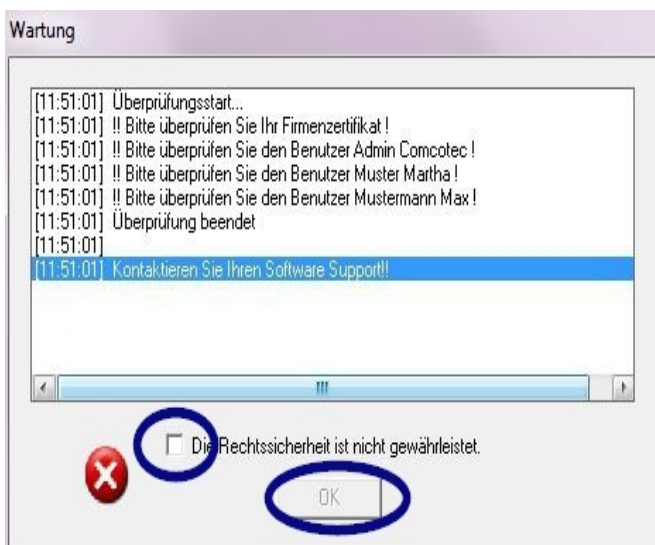 Wartung
[11:51:01] Überprüfungsstart...
[11:51:01] !! Bitte überprüfen Sie Ihr Firmenzertifikat !
[11:51:01] !! Bitte überprüfen Sie den Benutzer Admin Comcotec !
[11:51:01] !! Bitte überprüfen Sie den Benutzer Muster Martha !
[11:51:01] !! Bitte überprüfen Sie den Benutzer Mustermann Max !
[11:51:01] Überprüfung beendet
[11:51:01]
[11:51:01] Kontaktieren Sie Ihren Software Support!!
Die Rechtssicherheit ist nicht gewährleistet.
OK